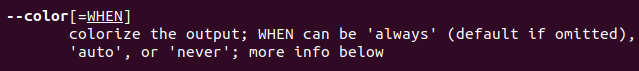 --color[=WHEN]
colorize the output; WHEN can be 'always' (default if omitted),
'auto', or 'never'; more info below